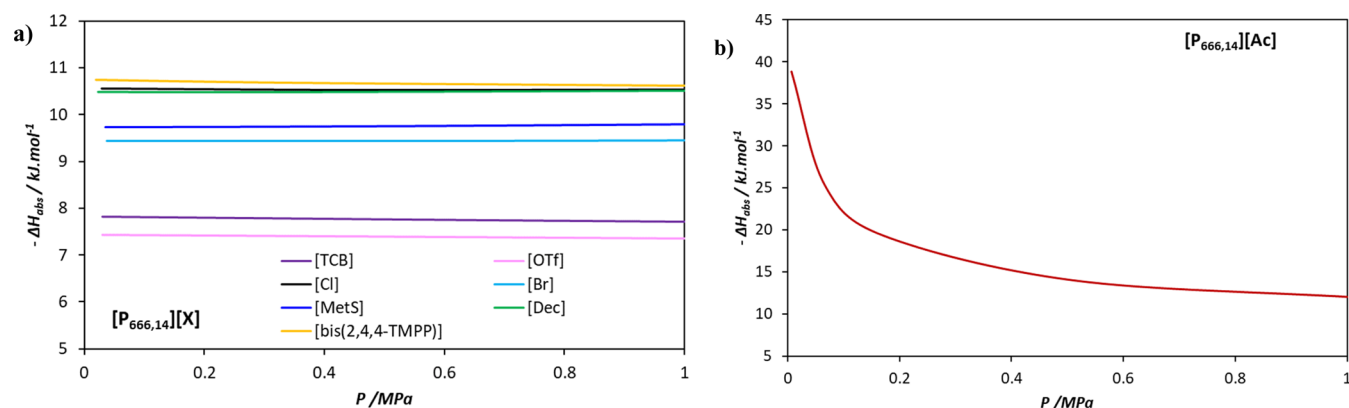 a)
- ΔHabs / kJ.mol-1
12
11
10
9
8
7
6
5
0
0.2
0.4
0.6
0.8
1
P /MPa
[TCB]
[OTf]
[Cl]
[Br]
[MetS]
[Dec]
[bis(2,4,4-TMPP)]
[P666,14][X]
b)
- ΔHabs / kJ.mol-1
45
40
35
30
25
20
15
10
5
0
0.2
0.4
0.6
0.8
1
P /MPa
[P666,14][Ac]